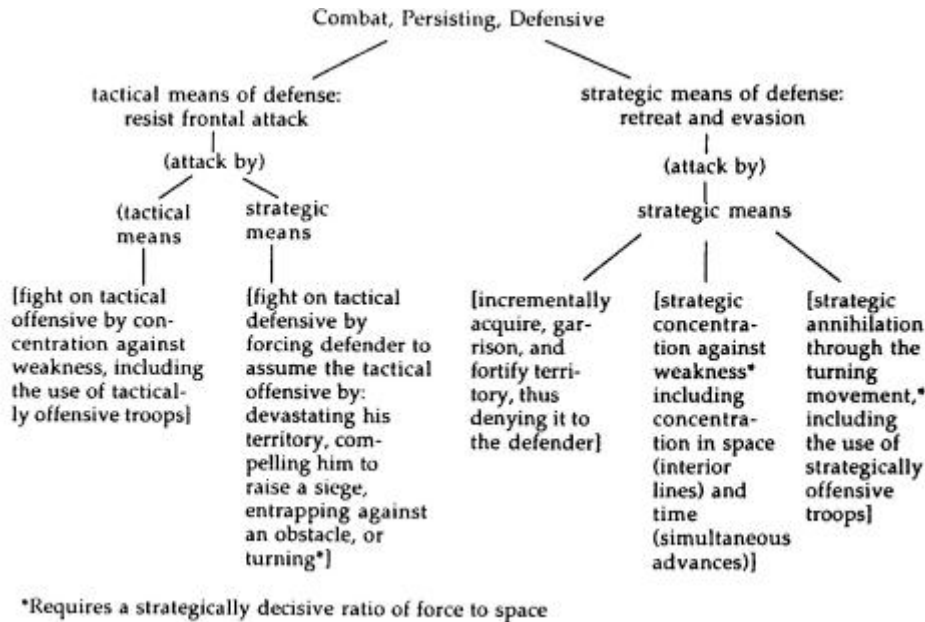 Combat, Persisting, Defensive
tactical means of defense:
resist frontal attack
strategic means of defense:
retreat and evasion
(attack by)
(attack by)
(tactical
means
strategic
means
strategic means
[fight on tactical
offensive by con-
centration against
weakness, including
the use of tactical-
ly offensive troops]
[fight on tactical
defensive by
forcing defender to
assume the tactical
offensive by:
devastating his
territory, com-
pelling him to
raise a siege,
entrapping against
an obstacle, or
turning*]
[incrementally
acquire, gar-
rison, and
fortify terri-
tory, thus
denying it to
the defender]
[strategic
concentra-
tion against
weakness*
including
concentra-
tion in space
(interior
lines) and
time
(simultaneous
advances)]
[strategic
annihilation
through the
turning
movement,*
including
the use of
strategically
offensive
troops]
*Requires a strategically decisive ratio of force to space